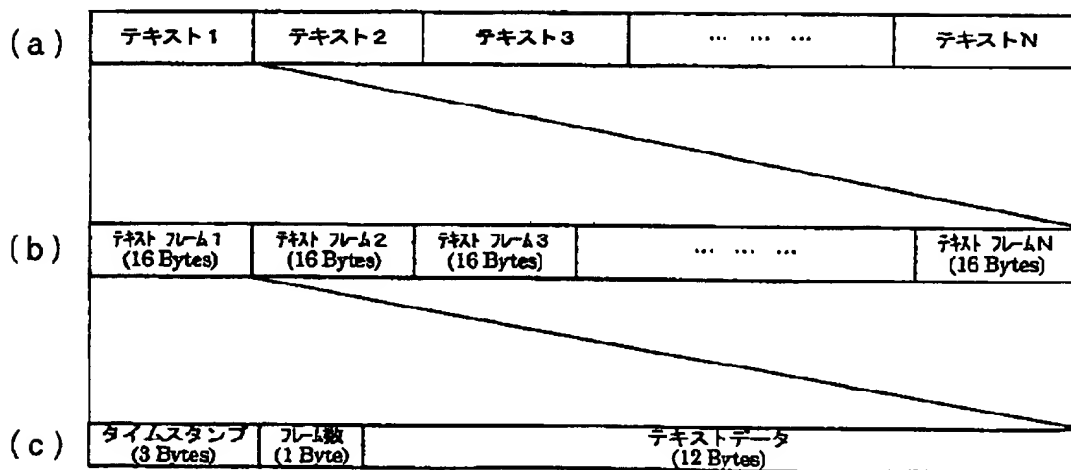 (a) テキスト1 テキスト2 テキスト3 … … … テキストN
(b) テキスト フレーム1 テキスト フレーム2 テキスト フレーム3 … … … テキスト フレームN
(16 Bytes) (16 Bytes) (16 Bytes) (16 Bytes)
(c) タイムスタンプ フレーム数 テキストデータ
(3 Bytes) (1 Byte) (12 Bytes)